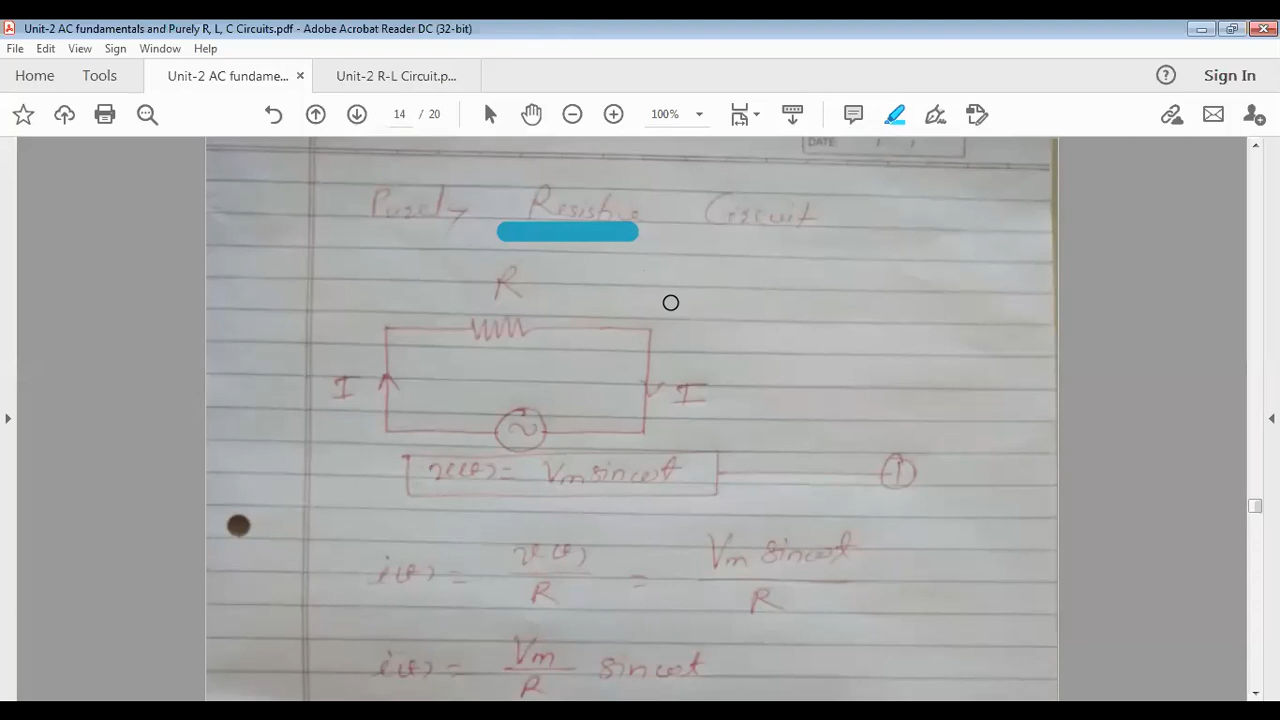 Unit-2 AC fundamentals and Purely R, L, C Circuits.pdf - Adobe Acrobat Reader DC (32-bit)
File Edit View Sign Window Help
Home Tools Unit-2 AC fundame... × Unit-2 R-L Circuit.p... Sign In
14 / 20 100%
DATE / /
Purely Resistive Circuit
R
I I
v(t) = Vm sin ωt ①
i(t) = v(t)/R = Vm sin ωt / R
i(t) = Vm/R sin ωt